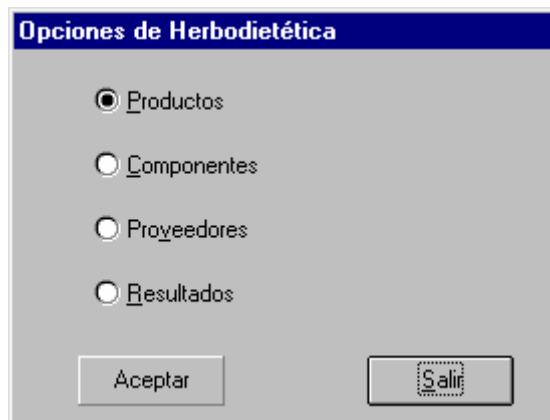 Opciones de Herbodietética
Productos
Componentes
Proveedores
Resultados
Aceptar Salir